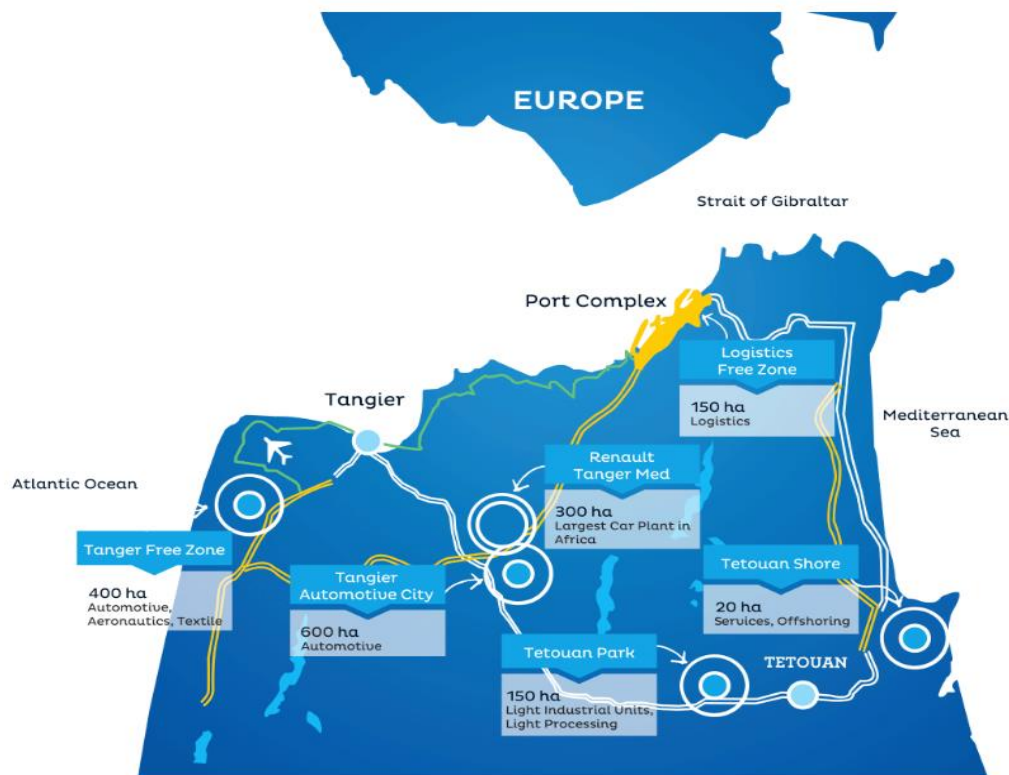 EUROPE
Strait of Gibraltar
Port Complex
Logistics
Free Zone
150 ha
Logistics
Tangier
Mediterranean
Sea
Renault
Tanger Med
300 ha
Largest Car Plant in
Africa
Atlantic Ocean
Tanger Free Zone
400 ha
Automotive,
Aeronautics, Textile
Tangier
Automotive City
600 ha
Automotive
Tetouan Shore
20 ha
Services, Offshoring
Tetouan Park
150 ha
Light Industrial Units,
Light Processing
TETOUAN